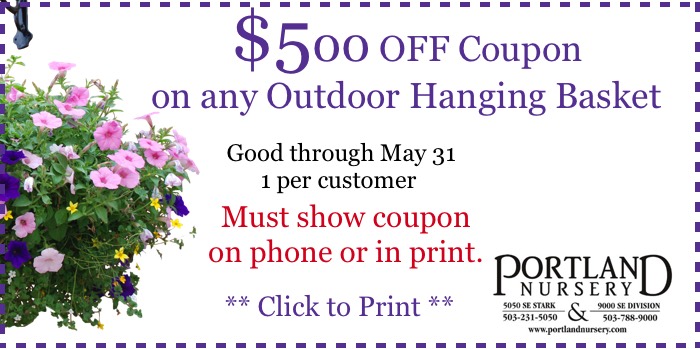 $500 OFF Coupon
on any Outdoor Hanging Basket
Good through May 31
1 per customer
Must show coupon
on phone or in print.
** Click to Print **
PORTLAND
NURSERY
5050 SE STARK & 9000 SE DIVISION
503-231-5050 503-788-9000
www.portlandnursery.com